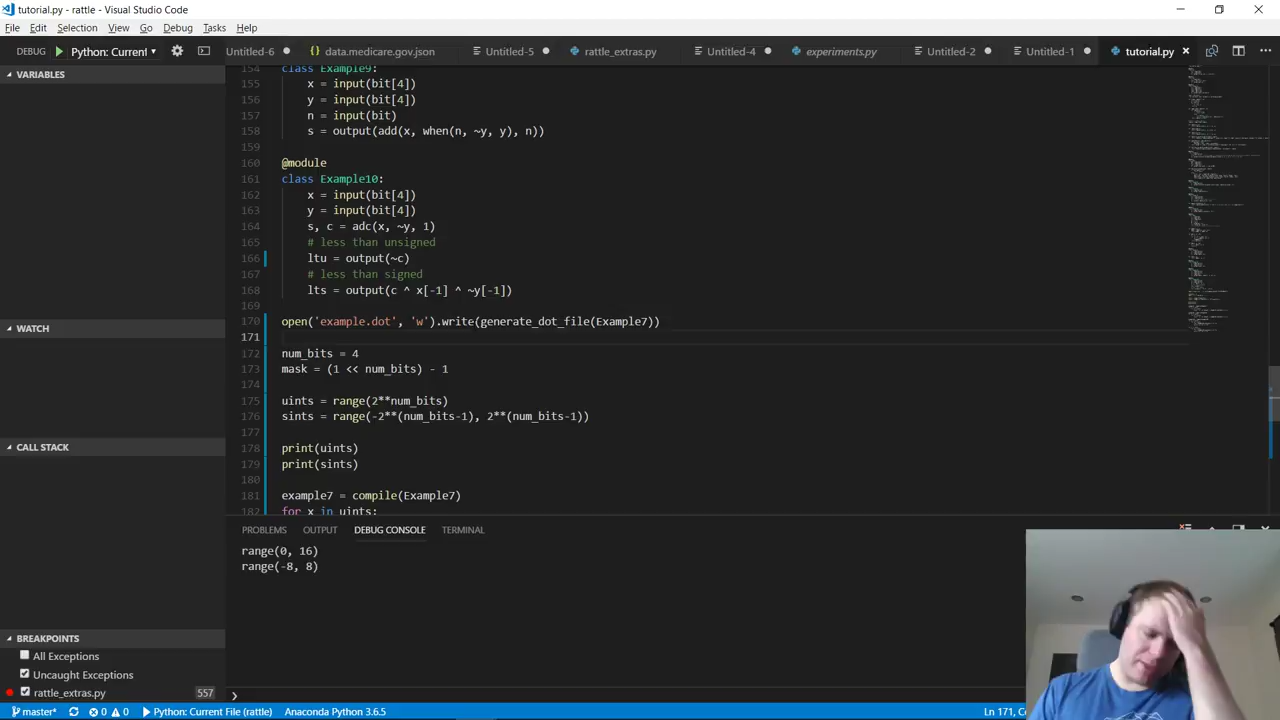 tutorial.py - rattle - Visual Studio Code
File Edit Selection View Go Debug Tasks Help
DEBUG Python: Current Untitled-6 data.medicare.gov.json Untitled-5 rattle_extras.py Untitled-4 experiments.py Untitled-2 Untitled-1 tutorial.py
VARIABLES
WATCH
CALL STACK
BREAKPOINTS
All Exceptions
Uncaught Exceptions
rattle_extras.py 557
154 class Example9:
155 x = input(bit[4])
156 y = input(bit[4])
157 n = input(bit)
158 s = output(add(x, when(n, ~y, y), n))
159
160 @module
161 class Example10:
162 x = input(bit[4])
163 y = input(bit[4])
164 s, c = adc(x, ~y, 1)
165 # less than unsigned
166 ltu = output(~c)
167 # less than signed
168 lts = output(c ^ x[-1] ^ ~y[-1])
169
170 open('example.dot', 'w').write(generate_dot_file(Example7))
171
172 num_bits = 4
173 mask = (1 << num_bits) - 1
174
175 uints = range(2**num_bits)
176 sints = range(-2**(num_bits-1), 2**(num_bits-1))
177
178 print(uints)
179 print(sints)
180
181 example7 = compile(Example7)
182 for x in uints:
PROBLEMS OUTPUT DEBUG CONSOLE TERMINAL
range(0, 16)
range(-8, 8)
master* 0 0 Python: Current File (rattle) Anaconda Python 3.6.5 Ln 171,